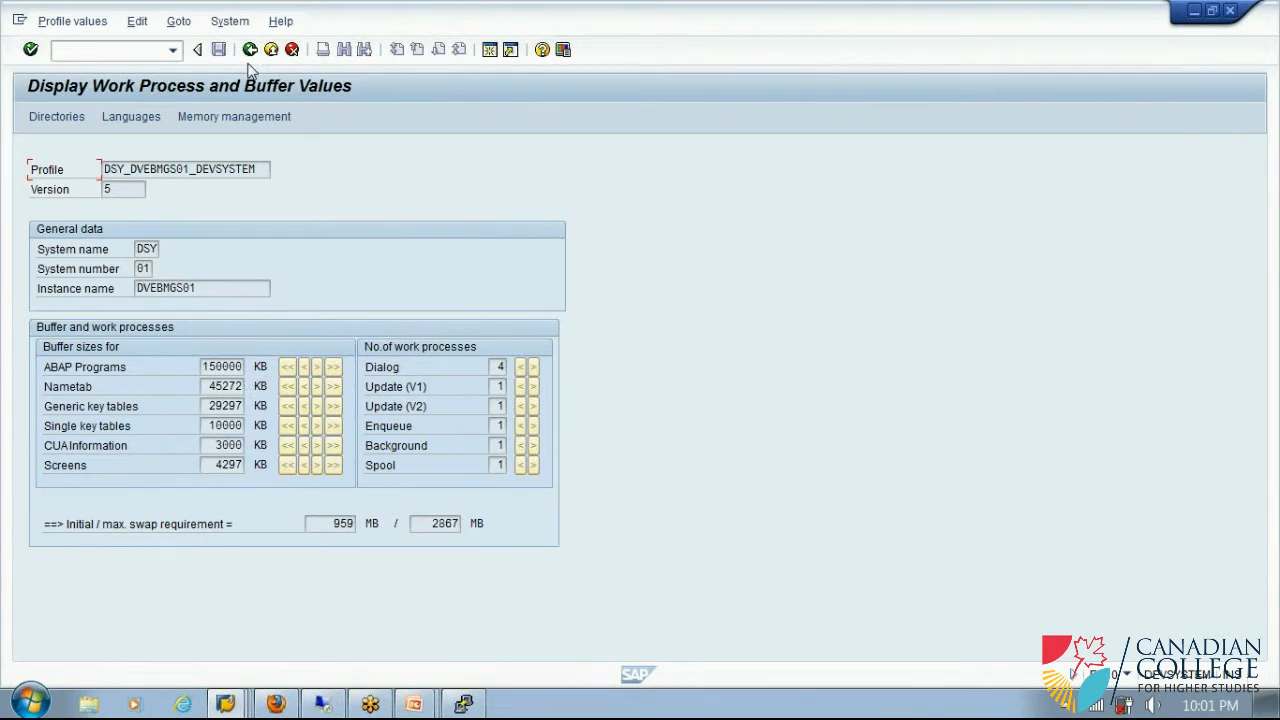 Profile values Edit Goto System Help
Display Work Process and Buffer Values
Directories Languages Memory management
Profile DSY_DVEBMGS01_DEVSYSTEM
Version 5
General data
System name DSY
System number 01
Instance name DVEBMGS01
Buffer and work processes
Buffer sizes for No.of work processes
ABAP Programs 150000 KB << < > >> Dialog 4 < >
Nametab 45272 KB << < > >> Update (V1) 1 < >
Generic key tables 29297 KB << < > >> Update (V2) 1 < >
Single key tables 10000 KB << < > >> Enqueue 1 < >
CUA Information 3000 KB << < > >> Background 1 < >
Screens 4297 KB << < > >> Spool 1 < >
==> Initial / max. swap requirement = 959 MB / 2867 MB
SAP
DEVSYSTEM INS
CANADIAN
COLLEGE
FOR HIGHER STUDIES
10:01 PM